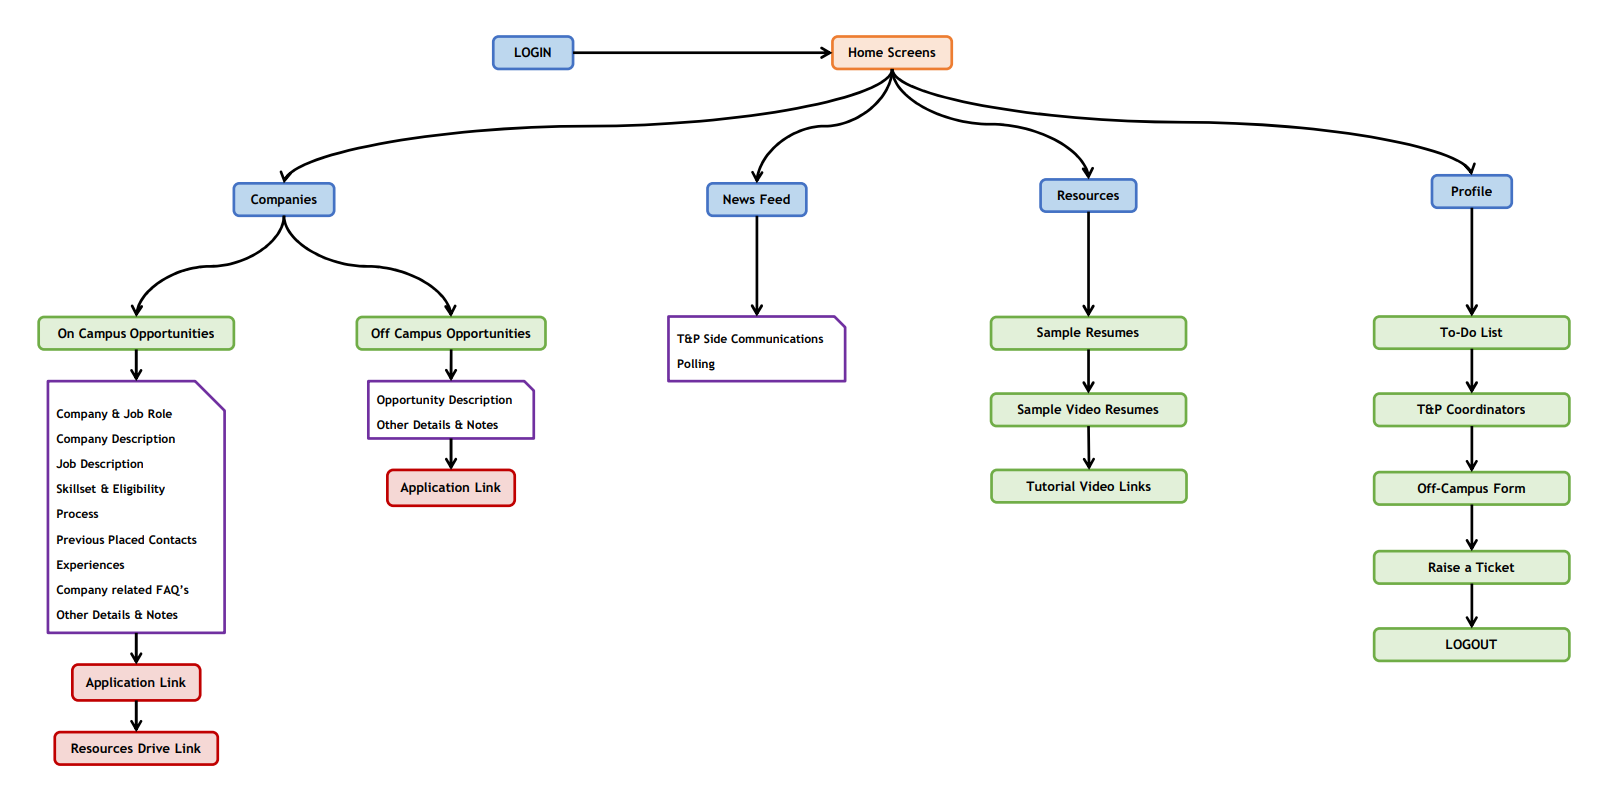 LOGIN
Home Screens
Companies
News Feed
Resources
Profile
On Campus Opportunities
Off Campus Opportunities
Company & Job Role
Company Description
Job Description
Skillset & Eligibility
Process
Previous Placed Contacts
Experiences
Company related FAQ’s
Other Details & Notes
Application Link
Resources Drive Link
Opportunity Description
Other Details & Notes
Application Link
T&P Side Communications
Polling
Sample Resumes
Sample Video Resumes
Tutorial Video Links
To-Do List
T&P Coordinators
Off-Campus Form
Raise a Ticket
LOGOUT